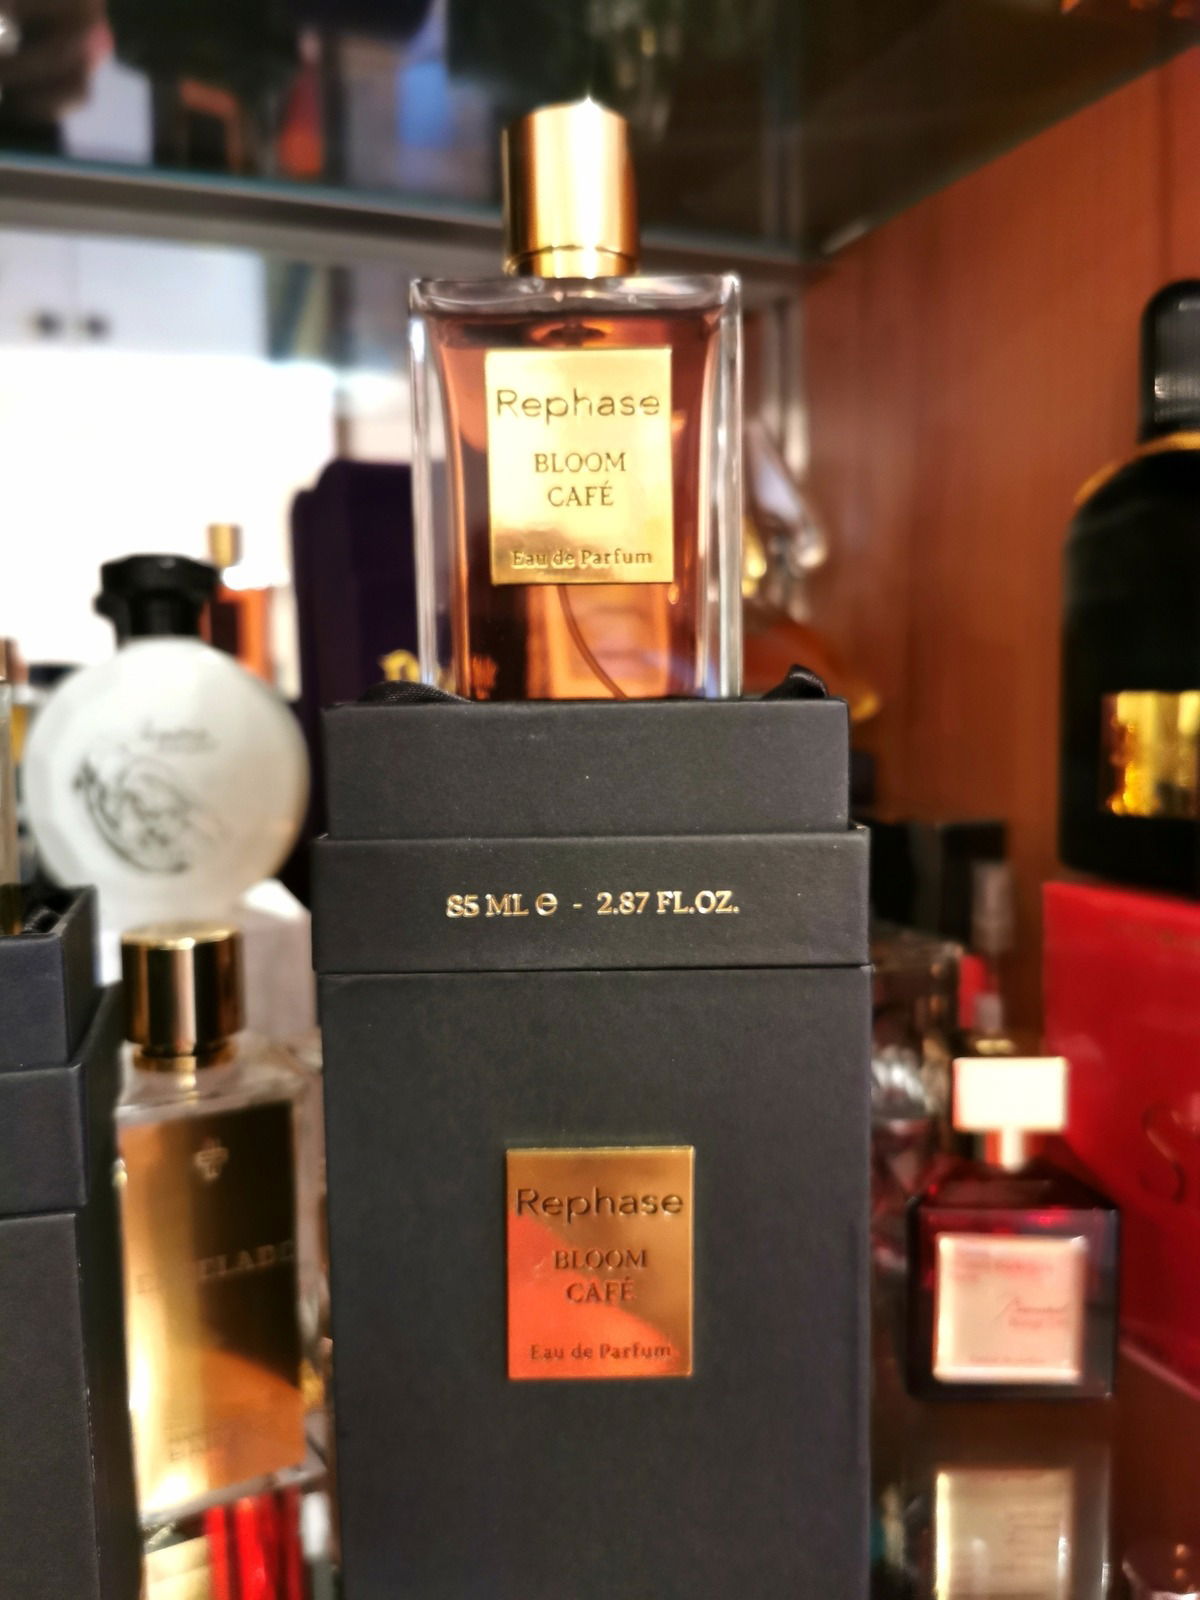 Rephase
BLOOM
CAFÉ
Eau de Parfum
85 ML ℮ - 2.87 FL.OZ.
Rephase
BLOOM
CAFÉ
Eau de Parfum